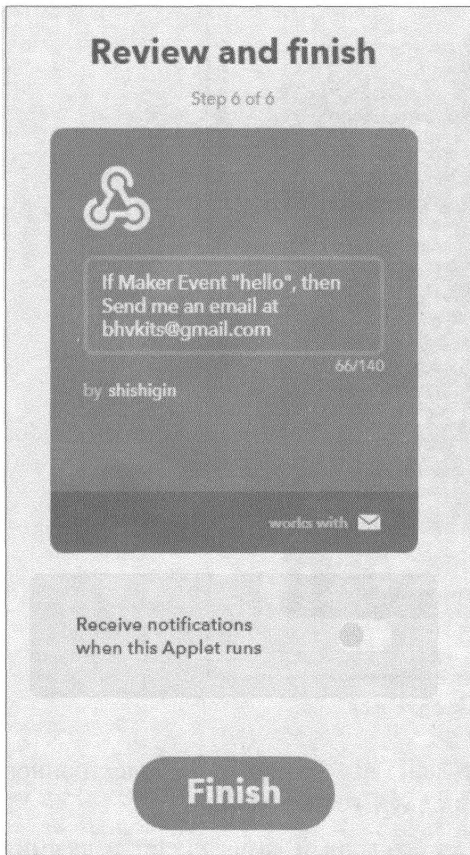 Review and finish
Step 6 of 6
If Maker Event "hello", then
Send me an email at
bhvkits@gmail.com
66/140
by shishigin
works with
Receive notifications
when this Applet runs
Finish